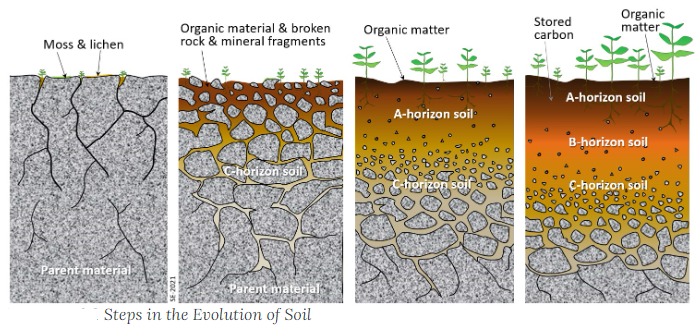 Moss & lichen
Parent material
SE-2021
Organic material & broken
rock & mineral fragments
C-horizon soil
Parent material
Organic matter
A-horizon soil
C-horizon soil
Stored
carbon
Organic
matter
A-horizon soil
B-horizon soil
C-horizon soil
Steps in the Evolution of Soil